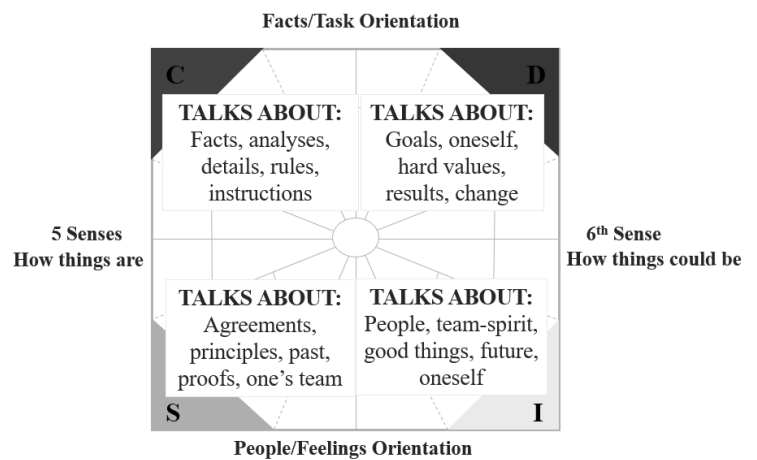 Facts/Task Orientation
C
D
TALKS ABOUT:
Facts, analyses,
details, rules,
instructions
TALKS ABOUT:
Goals, oneself,
hard values,
results, change
5 Senses
How things are
6th Sense
How things could be
TALKS ABOUT:
Agreements,
principles, past,
proofs, one’s team
TALKS ABOUT:
People, team-spirit,
good things, future,
oneself
S
I
People/Feelings Orientation